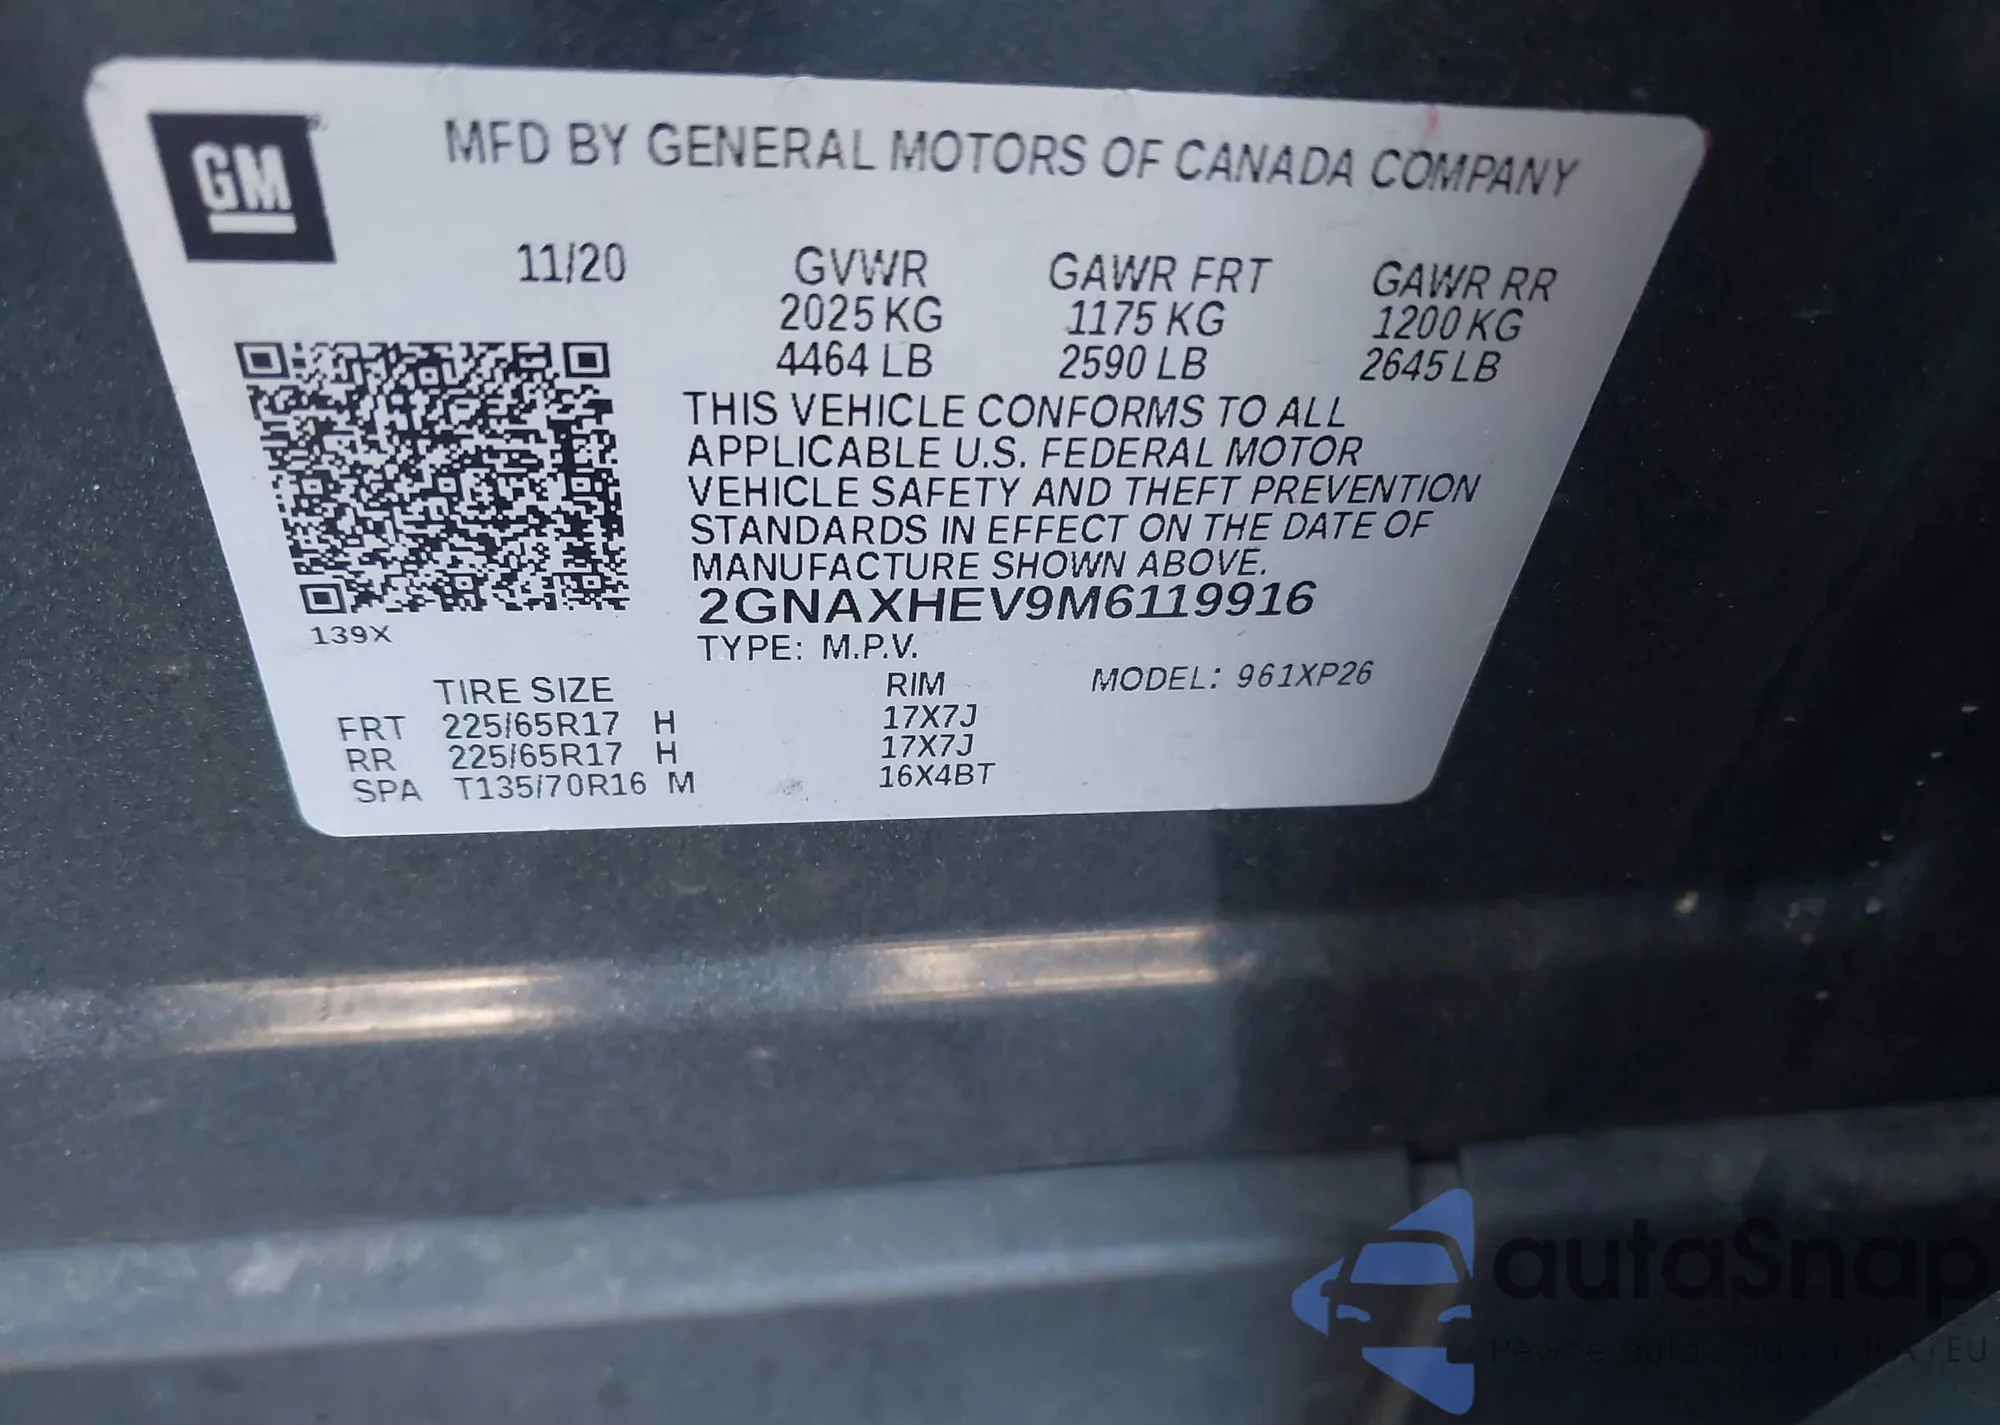 GM
MFD BY GENERAL MOTORS OF CANADA COMPANY
11/20 GVWR GAWR FRT GAWR RR
2025 KG 1175 KG 1200 KG
4464 LB 2590 LB 2645 LB
THIS VEHICLE CONFORMS TO ALL
APPLICABLE U.S. FEDERAL MOTOR
VEHICLE SAFETY AND THEFT PREVENTION
STANDARDS IN EFFECT ON THE DATE OF
MANUFACTURE SHOWN ABOVE.
2GNAXHEV9M6119916
139X
TYPE: M.P.V.
TIRE SIZE RIM MODEL: 961XP26
FRT 225/65R17 H 17X7J
RR 225/65R17 H 17X7J
SPA T135/70R16 M 16X4BT
autaSnap
Pewne auta
EU